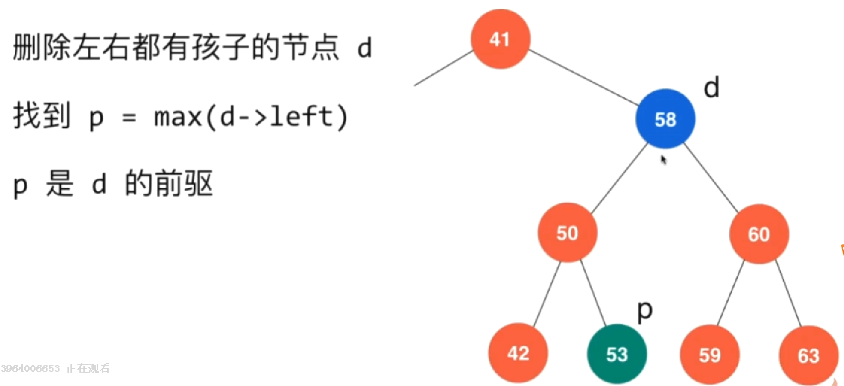 删除左右都有孩子的节点 d
找到 p = max(d->left)
p 是 d 的前驱
41
d
58
50
60
p
42
53
59
63
3964006653 正在观看